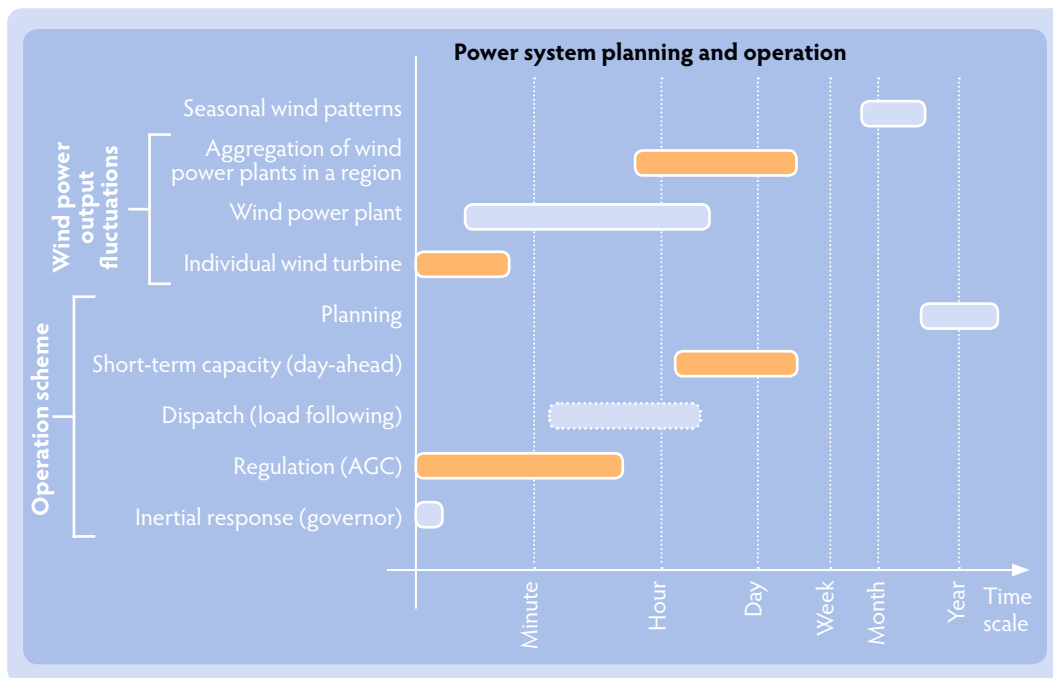 Power system planning and operation
Wind power
output
fluctuations
Seasonal wind patterns
Aggregation of wind
power plants in a region
Wind power plant
Individual wind turbine
Operation scheme
Planning
Short-term capacity (day-ahead)
Dispatch (load following)
Regulation (AGC)
Inertial response (governor)
Minute
Hour
Day
Week
Month
Year
Time
scale